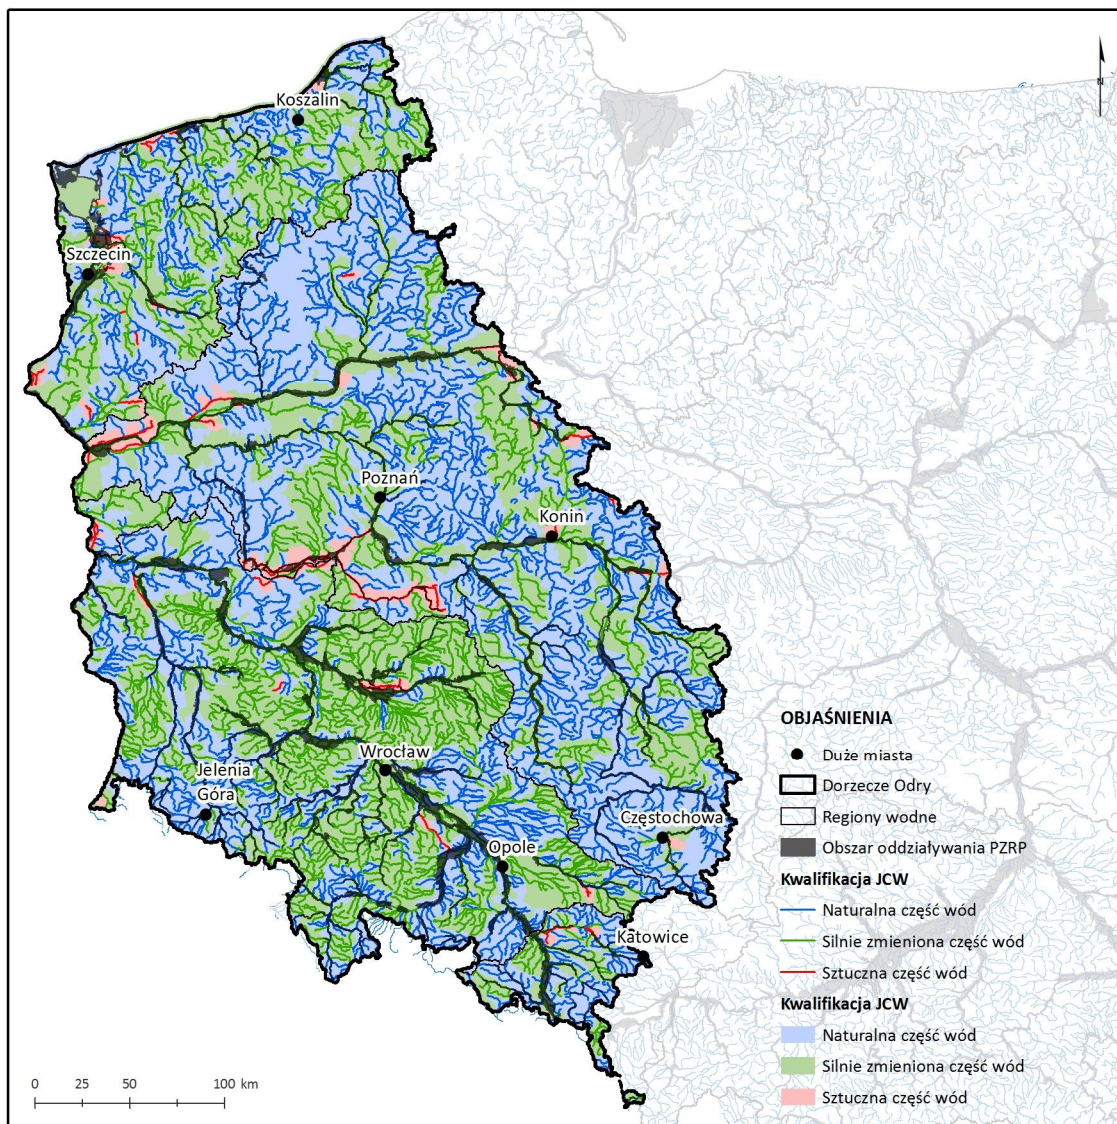 N
Koszalin
Szczecin
Poznań
Konin
Wrocław
Jelenia
Góra
Opole
Częstochowa
Katowice
OBJAŚNIENIA
Duże miasta
Dorzecze Odry
Regiony wodne
Obszar oddziaływania PZRP
Kwalifikacja JCW
Naturalna część wód
Silnie zmieniona część wód
Sztuczna część wód
Kwalifikacja JCW
Naturalna część wód
Silnie zmieniona część wód
Sztuczna część wód
0 25 50 100 km